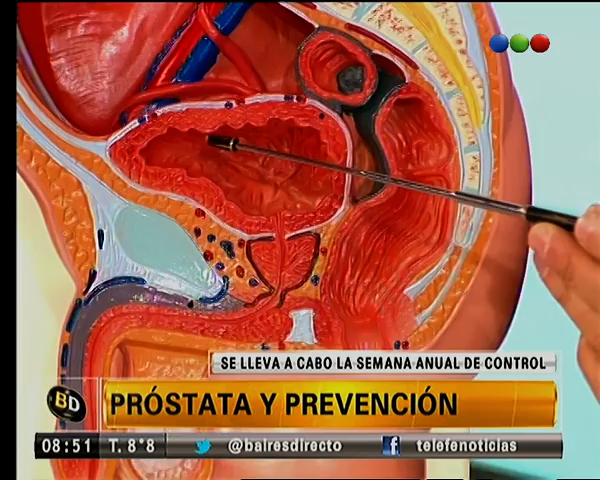 SE LLEVA A CABO LA SEMANA ANUAL DE CONTROL
BD PRÓSTATA Y PREVENCIÓN
08:51 T. 8°8 @bairesdirecto f telefenoticias